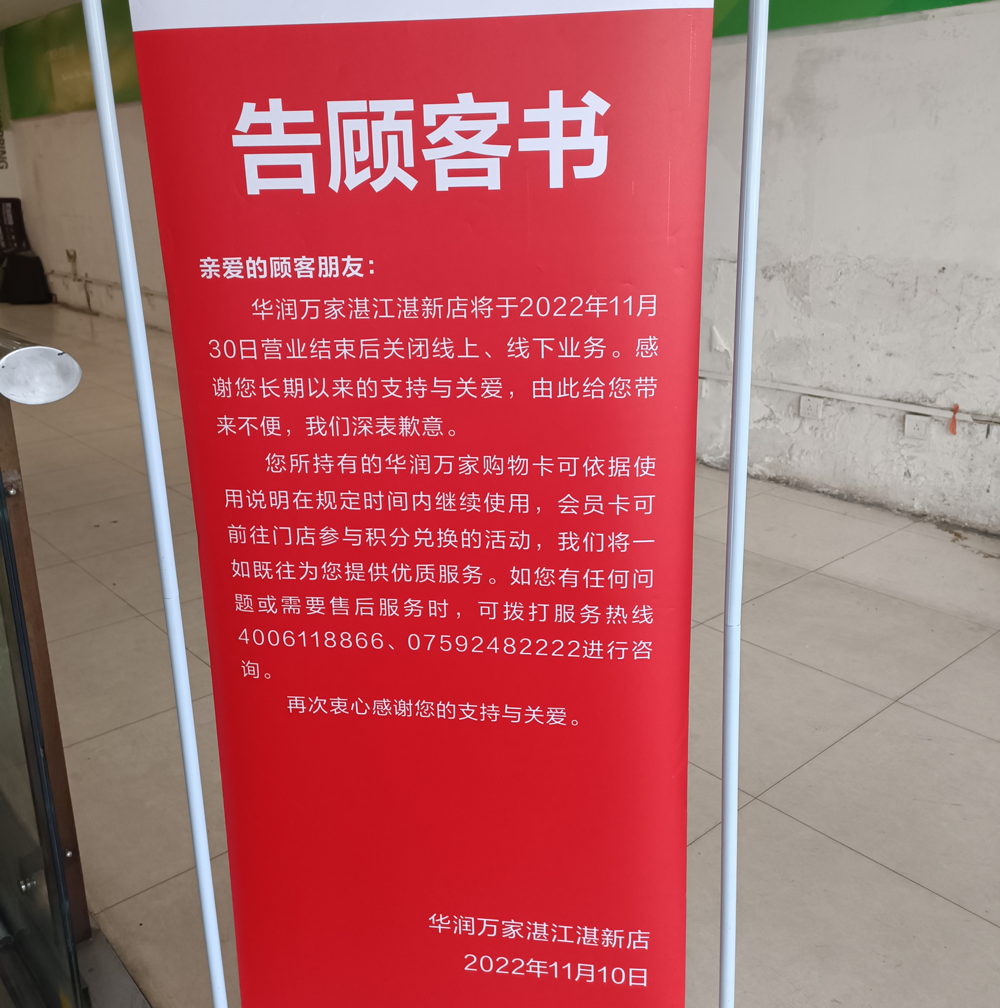 告顾客书
亲爱的顾客朋友：
华润万家湛江湛新店将于2022年11月
30日营业结束后关闭线上、线下业务。感
谢您长期以来的支持与关爱，由此给您带
来不便，我们深表歉意。
您所持有的华润万家购物卡可依据使
用说明在规定时间内继续使用，会员卡可
前往门店参与积分兑换的活动，我们将一
如既往为您提供优质服务。如您有任何问
题或需要售后服务时，可拨打服务热线
4006118866、07592482222进行咨
询。
再次衷心感谢您的支持与关爱。
华润万家湛江湛新店
2022年11月10日